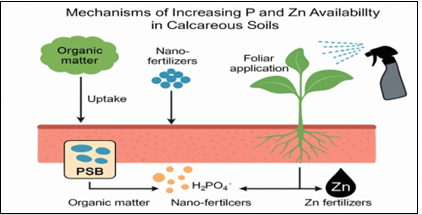 Mechanisms of Increasing P and Zn Availabillty
in Calcareous Soils
Organic
matter
Nano-
fertilizers
Foliar
application
Uptake
PSB
H₂PO₄⁻
Zn
Organic matter
Nano-fertilcers
Zn fertilizers